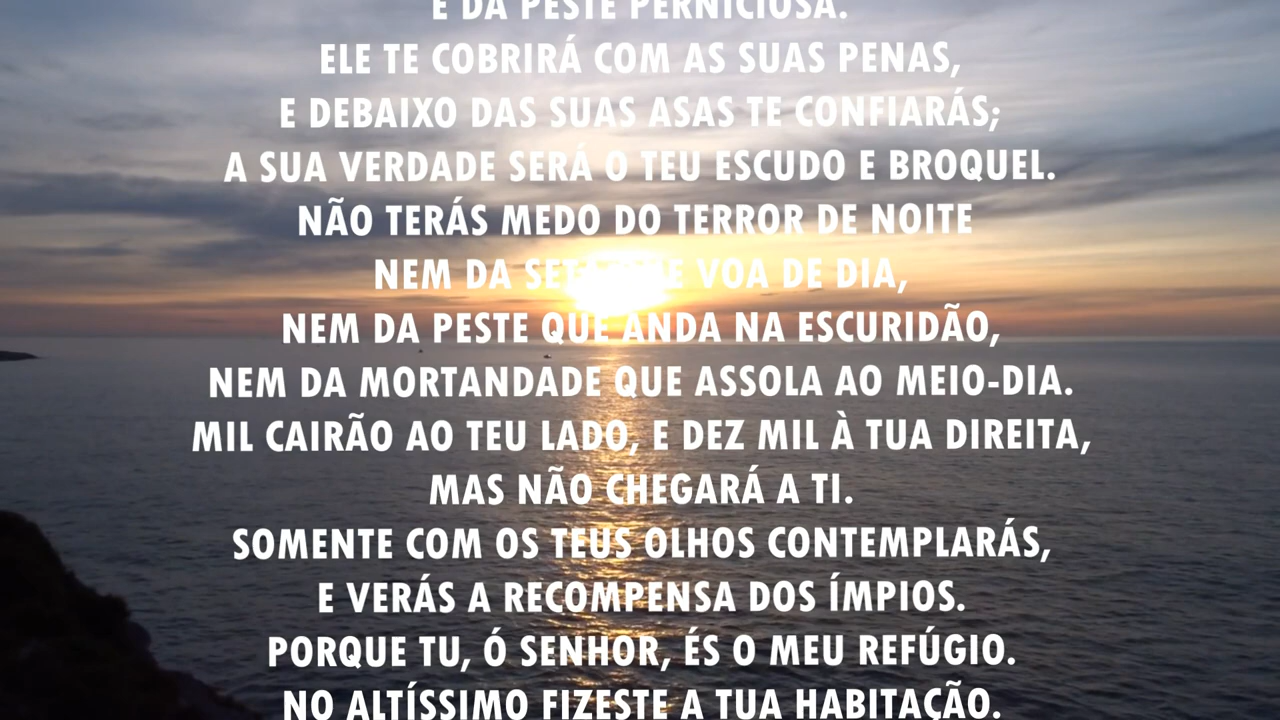 E DA PESTE PERNICIOSA.
ELE TE COBRIRÁ COM AS SUAS PENAS,
E DEBAIXO DAS SUAS ASAS TE CONFIARÁS;
A SUA VERDADE SERÁ O TEU ESCUDO E BROQUEL.
NÃO TERÁS MEDO DO TERROR DE NOITE
NEM DA SETA QUE VOA DE DIA,
NEM DA PESTE QUE ANDA NA ESCURIDÃO,
NEM DA MORTANDADE QUE ASSOLA AO MEIO-DIA.
MIL CAIRÃO AO TEU LADO, E DEZ MIL À TUA DIREITA,
MAS NÃO CHEGARÁ A TI.
SOMENTE COM OS TEUS OLHOS CONTEMPLARÁS,
E VERÁS A RECOMPENSA DOS ÍMPIOS.
PORQUE TU, Ó SENHOR, ÉS O MEU REFÚGIO.
NO ALTÍSSIMO FIZESTE A TUA HABITAÇÃO.